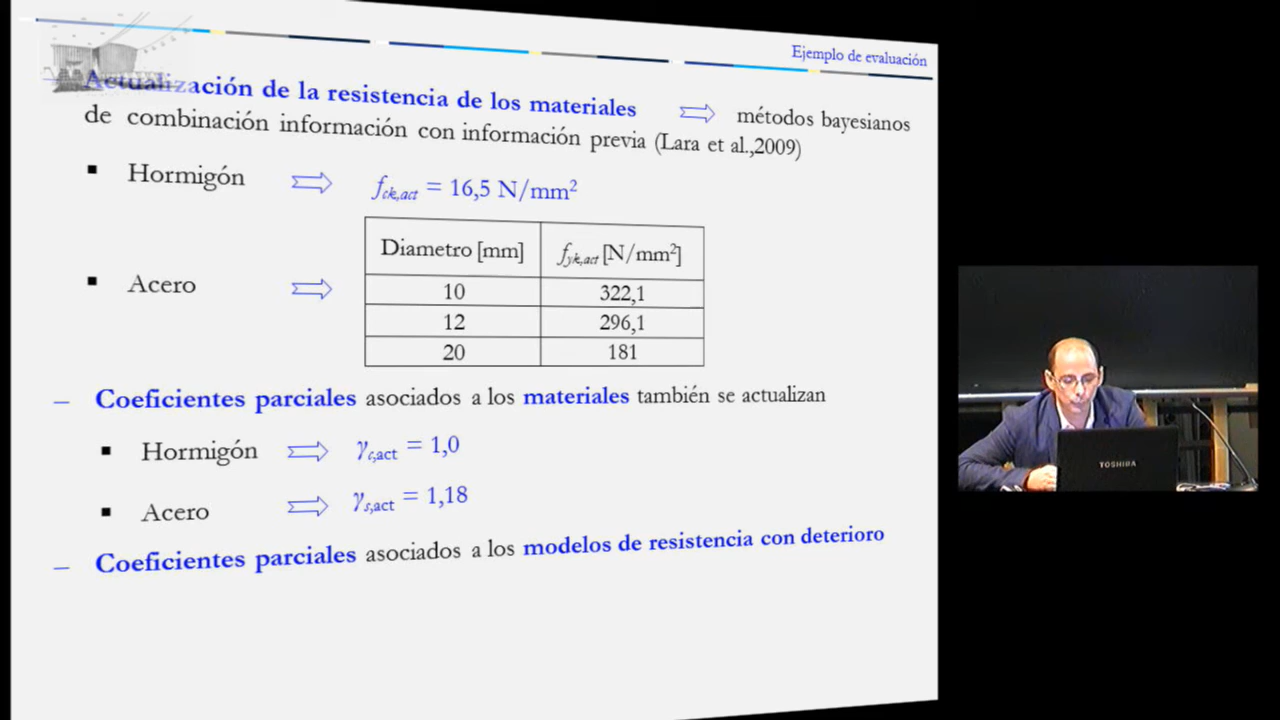 Ejemplo de evaluación
– Actualización de la resistencia de los materiales ⇨ métodos bayesianos
de combinación información con información previa (Lara et al.,2009)
▪ Hormigón ⇨ fck,act = 16,5 N/mm²
▪ Acero ⇨
Diametro [mm] fyk,act [N/mm²]
10 322,1
12 296,1
20 181
– Coeficientes parciales asociados a los materiales también se actualizan
▪ Hormigón ⇨ γc,act = 1,0
▪ Acero ⇨ γs,act = 1,18
– Coeficientes parciales asociados a los modelos de resistencia con deterioro
TOSHIBA